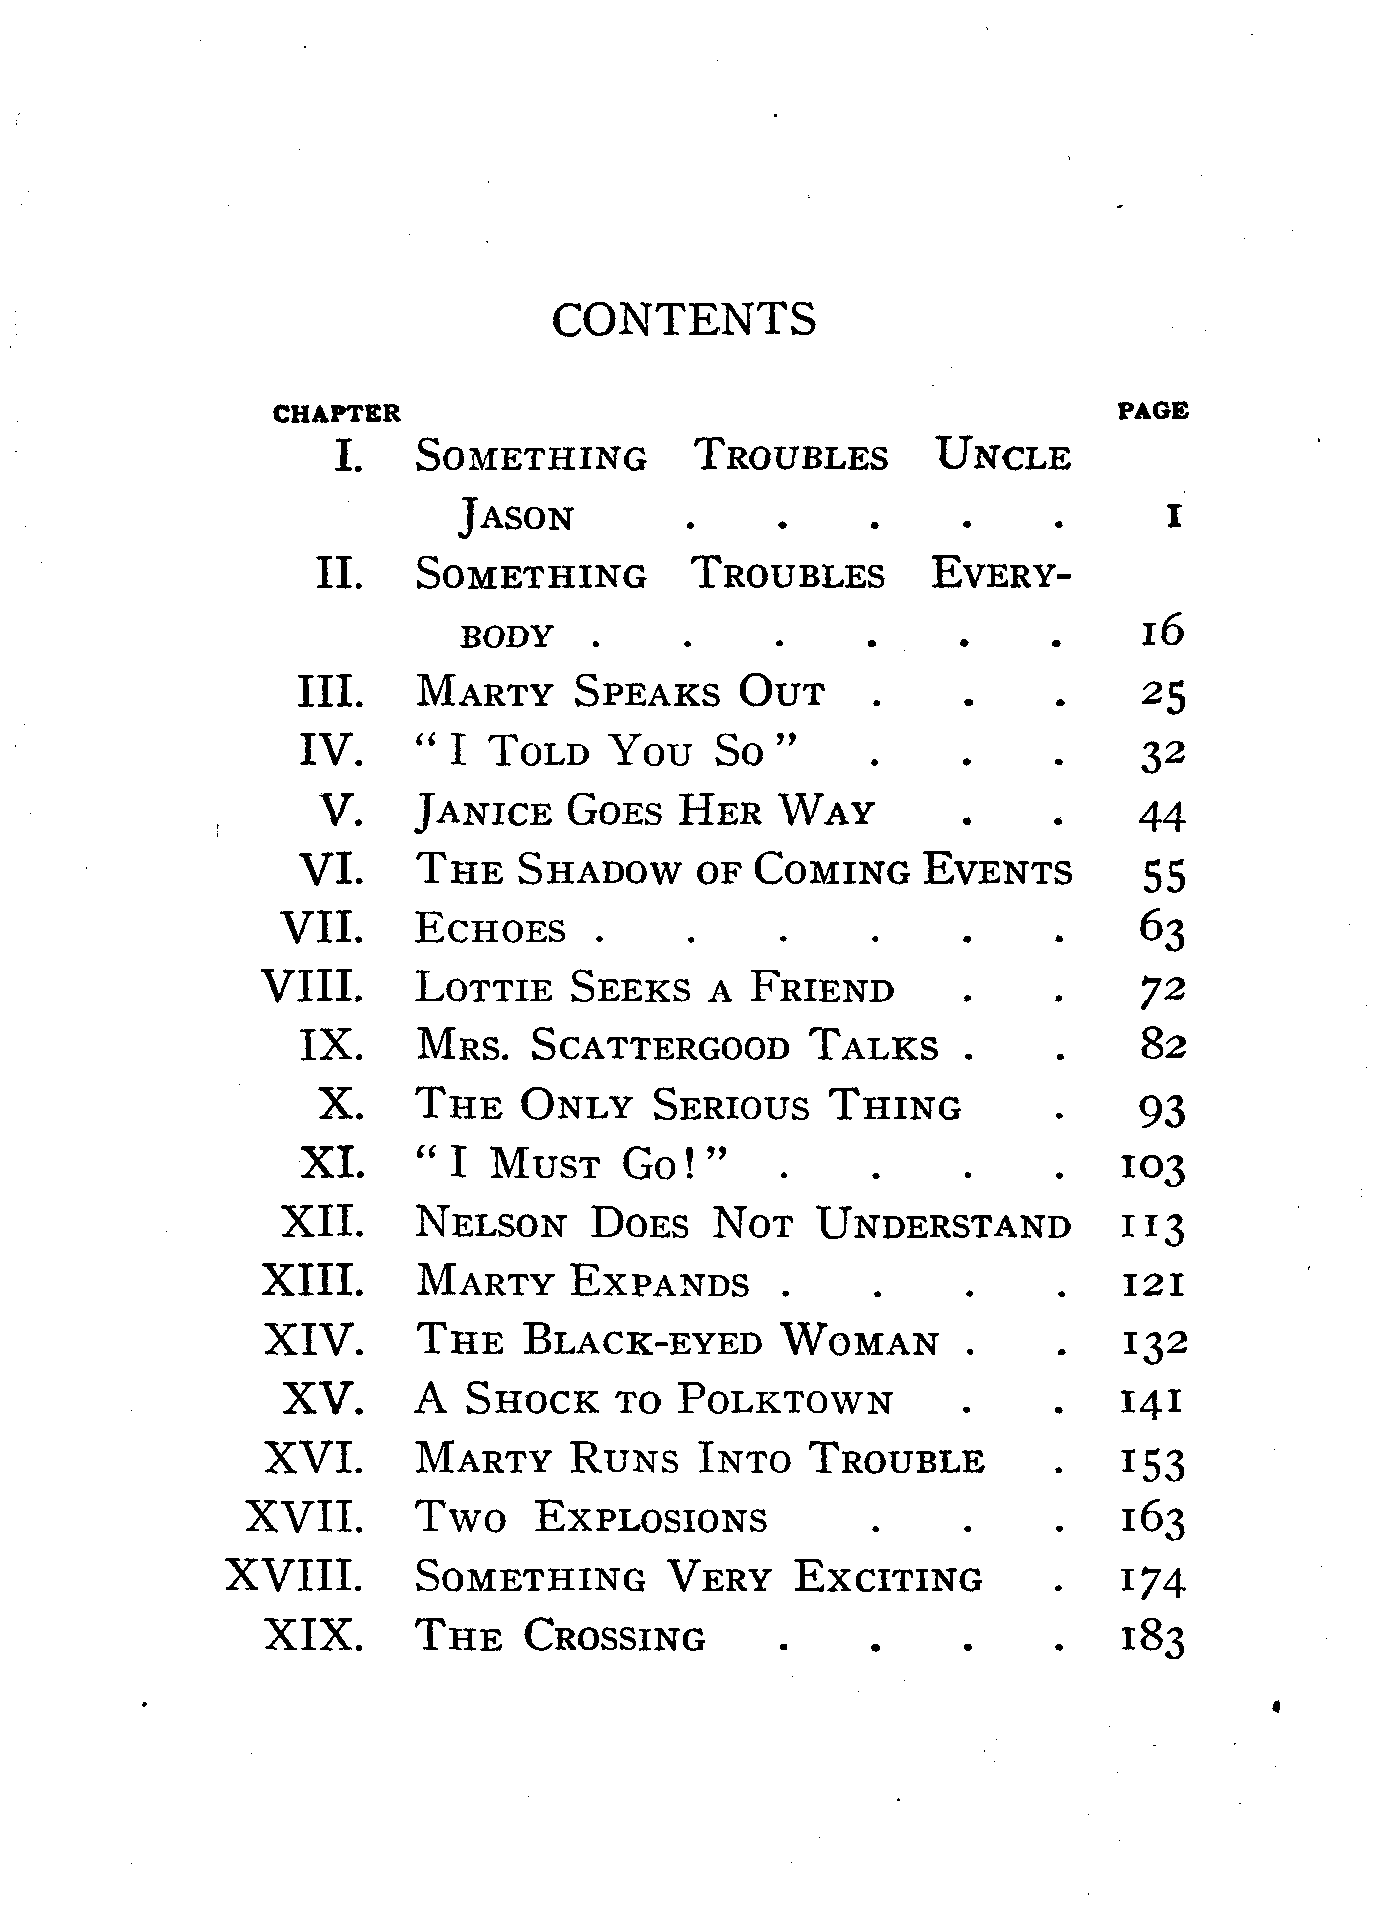 CONTENTS
CHAPTER PAGE
I. Something Troubles Uncle
Jason . . . . . 1
II. Something Troubles Every-
body . . . . . . 16
III. Marty Speaks Out . . . 25
IV. " I Told You So " . . . 32
V. Janice Goes Her Way . . 44
VI. The Shadow of Coming Events 55
VII. Echoes . . . . . . 63
VIII. Lottie Seeks a Friend . . 72
IX. Mrs. Scattergood Talks . . 82
X. The Only Serious Thing . 93
XI. " I Must Go! " . . . . 103
XII. Nelson Does Not Understand 113
XIII. Marty Expands . . . . 121
XIV. The Black-eyed Woman . . 132
XV. A Shock to Polktown . . 141
XVI. Marty Runs Into Trouble . 153
XVII. Two Explosions . . . 163
XVIII. Something Very Exciting . 174
XIX. The Crossing . . . . 183